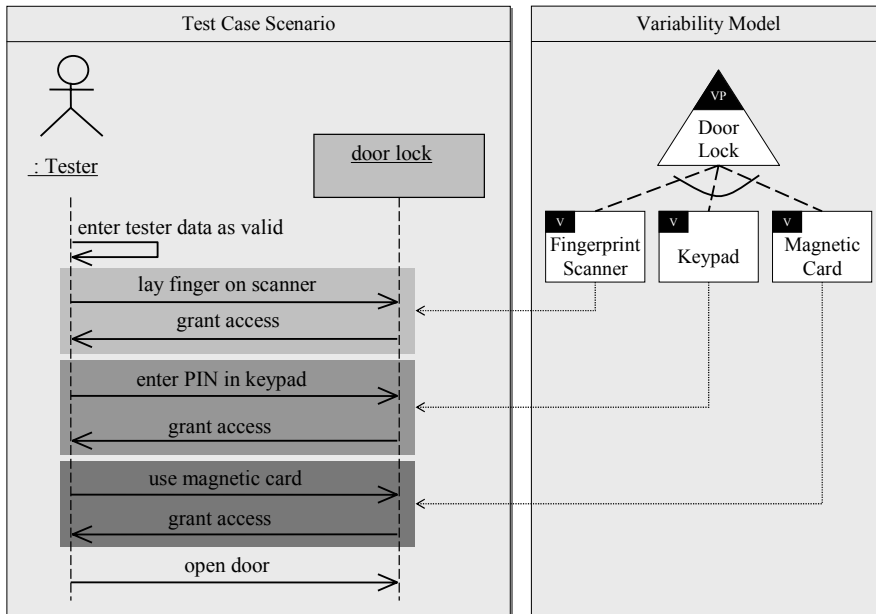 Test Case Scenario
: Tester
door lock
enter tester data as valid
lay finger on scanner
grant access
enter PIN in keypad
grant access
use magnetic card
grant access
open door
Variability Model
VP
Door
Lock
V
Fingerprint
Scanner
V
Keypad
V
Magnetic
Card